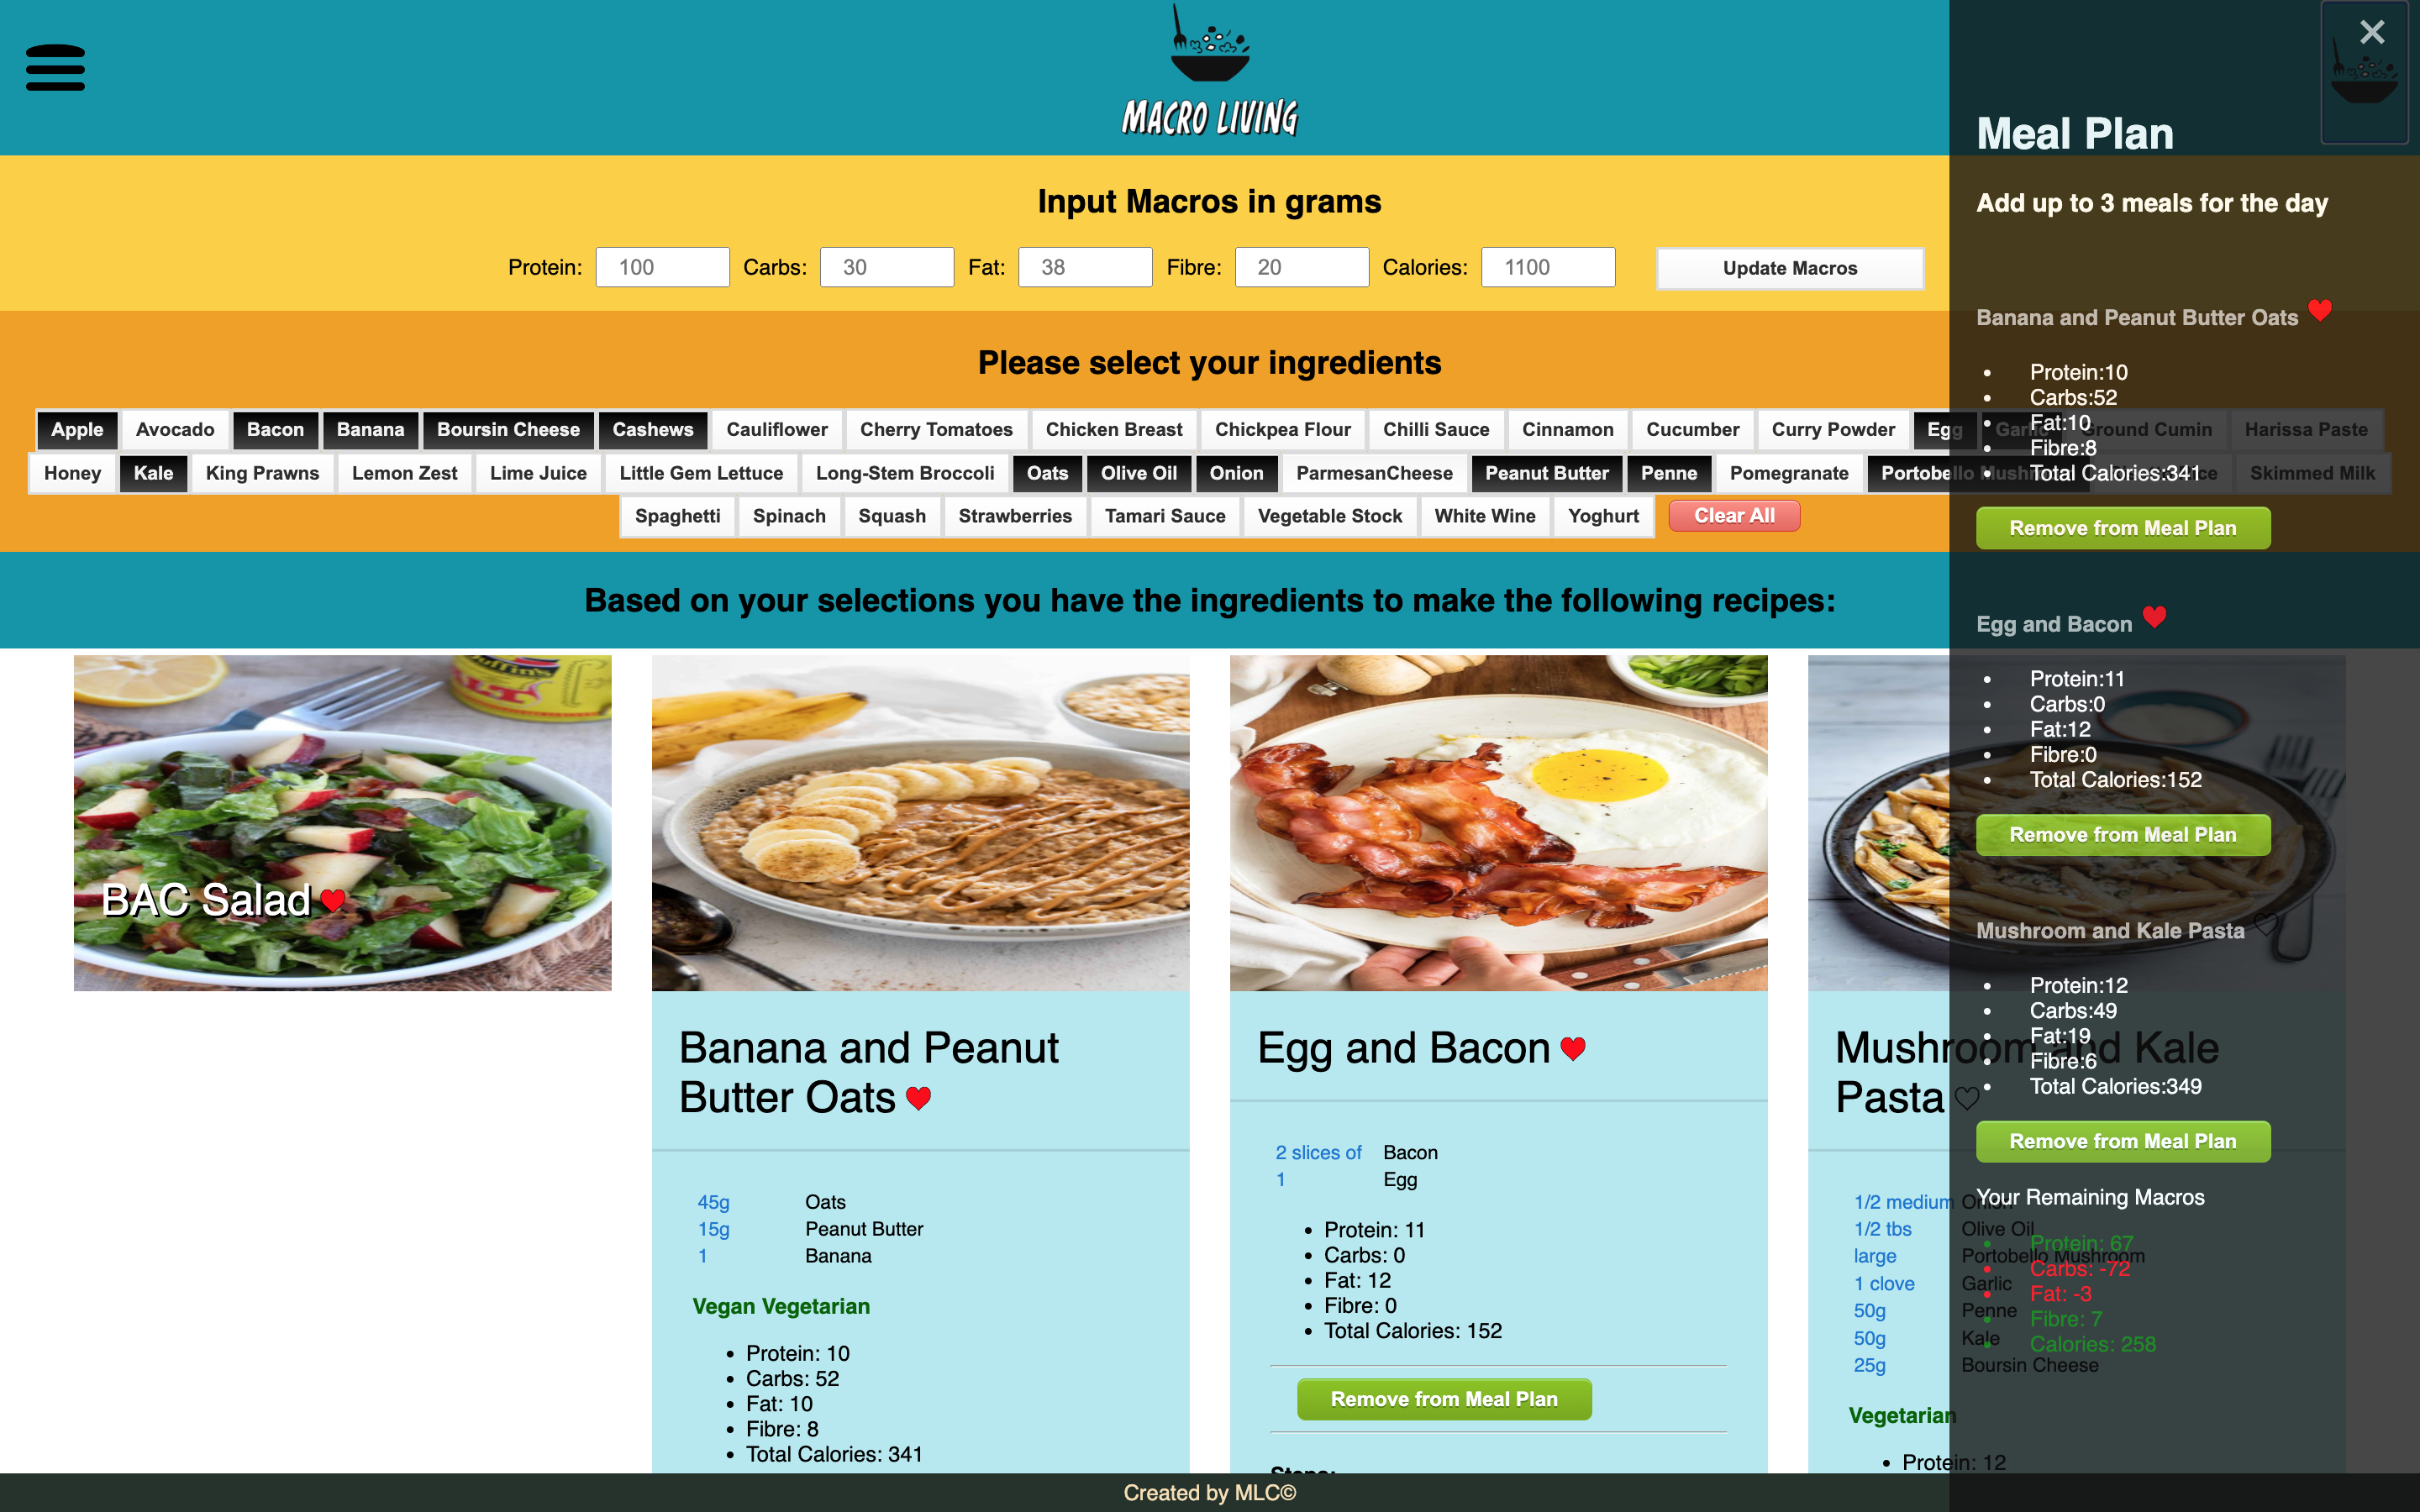 MACRO LIVING
Input Macros in grams
Protein: 100 Carbs: 30 Fat: 38 Fibre: 20 Calories: 1100 Update Macros
Please select your ingredients
Apple Avocado Bacon Banana Boursin Cheese Cashews Cauliflower Cherry Tomatoes Chicken Breast Chickpea Flour Chilli Sauce Cinnamon Cucumber Curry Powder Egg Garlic Ground Cumin Harissa Paste
Honey Kale King Prawns Lemon Zest Lime Juice Little Gem Lettuce Long-Stem Broccoli Oats Olive Oil Onion ParmesanCheese Peanut Butter Penne Pomegranate Portobello Mushroom Skimmed Milk
Spaghetti Spinach Squash Strawberries Tamari Sauce Vegetable Stock White Wine Yoghurt Clear All
Based on your selections you have the ingredients to make the following recipes:
BAC Salad
Banana and Peanut
Butter Oats
45g Oats
15g Peanut Butter
1 Banana
Vegan Vegetarian
Protein: 10
Carbs: 52
Fat: 10
Fibre: 8
Total Calories: 341
Egg and Bacon
2 slices of Bacon
1 Egg
Protein: 11
Carbs: 0
Fat: 12
Fibre: 0
Total Calories: 152
Remove from Meal Plan
Steps:
Mushroom and Kale
Pasta
1/2 medium Onion
1/2 tbs Olive Oil
large Portobello Mushroom
1 clove Garlic
50g Penne
50g Kale
25g Boursin Cheese
Vegetarian
Protein: 12
×
Meal Plan
Add up to 3 meals for the day
Banana and Peanut Butter Oats
Protein:10
Carbs:52
Fat:10
Fibre:8
Total Calories:341
Remove from Meal Plan
Egg and Bacon
Protein:11
Carbs:0
Fat:12
Fibre:0
Total Calories:152
Remove from Meal Plan
Mushroom and Kale Pasta
Protein:12
Carbs:49
Fat:19
Fibre:6
Total Calories:349
Remove from Meal Plan
Your Remaining Macros
Protein: 67
Carbs: -72
Fat: -3
Fibre: 7
Calories: 258
Created by MLC©